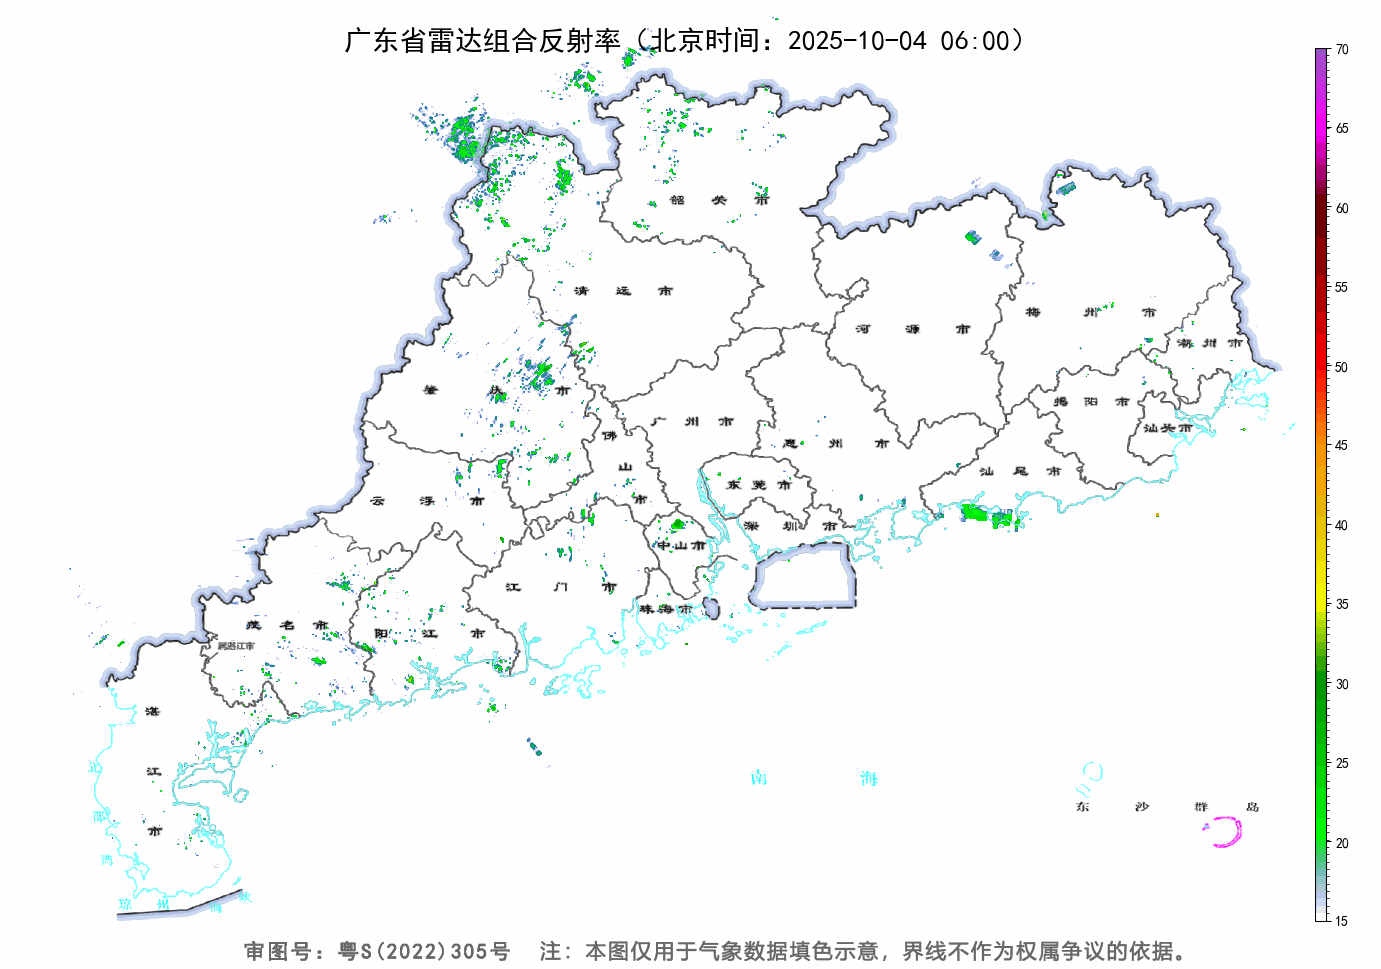 广东省雷达组合反射率（北京时间：2025-10-04 06:00）
70
65
60
55
50
45
40
35
30
25
20
15
韶关市
清远市
河源市
梅州市
潮州市
肇庆市
广州市
佛山市
惠州市
揭阳市
汕头市
汕尾市
东莞市
云浮市
深圳市
中山市
江门市
珠海市
茂名市
阳江市
属湛江市
湛江市
北部湾
南海
东沙群岛
琼州海峡
审图号：粤S(2022)305号 注：本图仅用于气象数据填色示意，界线不作为权属争议的依据。